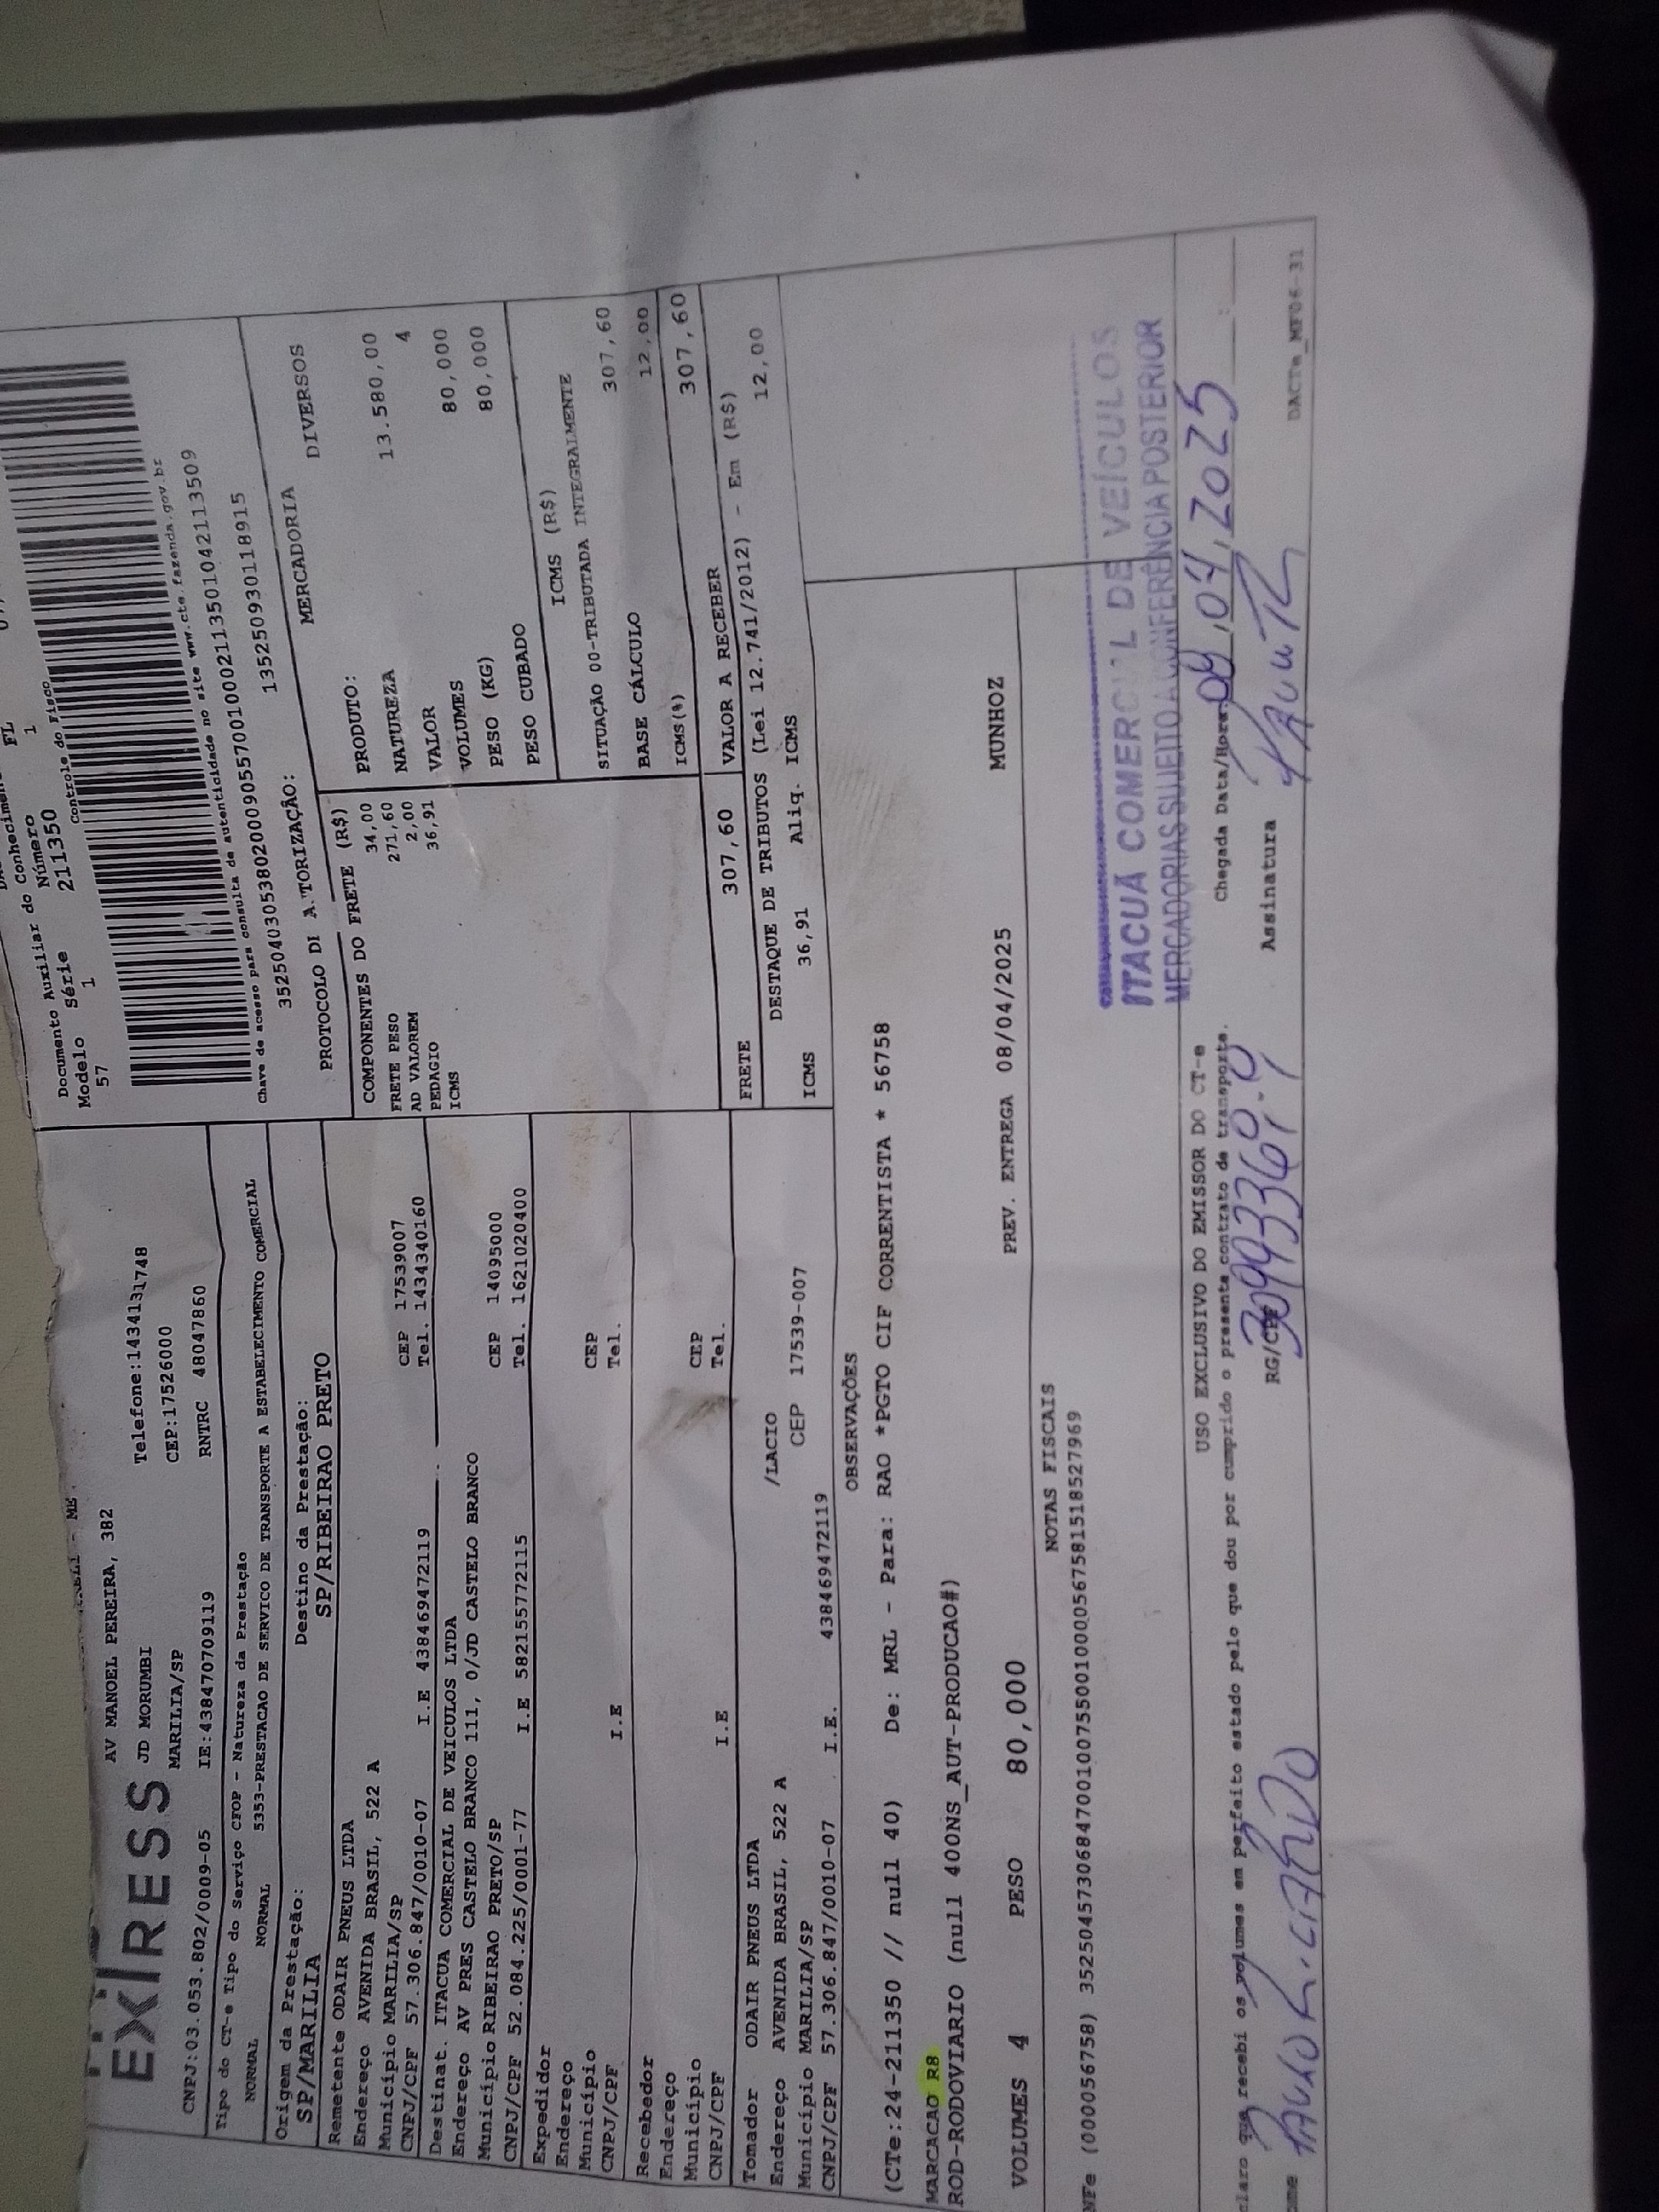 EXPRESS
AV MANOEL PEREIRA, 382
JD MORUMBI
Telefone:1434131748
MARILIA/SP
CEP:17526000
CNPJ:03.053.802/0009-05 IE:438470709119 RNTRC 48047860
Tipo do CT-e Tipo do Serviço CFOP - Natureza da Prestação
NORMAL NORMAL 5353-PRESTACAO DE SERVICO DE TRANSPORTE A ESTABELECIMENTO COMERCIAL
Origem da Prestação: Destino da Prestação:
SP/MARILIA SP/RIBEIRAO PRETO
Remetente ODAIR PNEUS LTDA
Endereço AVENIDA BRASIL, 522 A
Município MARILIA/SP CEP 17539007
CNPJ/CPF 57.306.847/0010-07 I.E 438469472119 Tel. 1434340160
Destinat. ITACUA COMERCIAL DE VEICULOS LTDA
Endereço AV PRES CASTELO BRANCO 111, 0/JD CASTELO BRANCO
Município RIBEIRAO PRETO/SP CEP 14095000
CNPJ/CPF 52.084.225/0001-77 I.E 582155772115 Tel. 1621020400
Expedidor
Endereço
Município CEP
CNPJ/CPF I.E Tel.
Recebedor
Endereço
Município CEP
CNPJ/CPF I.E Tel.
Tomador ODAIR PNEUS LTDA
Endereço AVENIDA BRASIL, 522 A /LACIO
Município MARILIA/SP CEP 17539-007
CNPJ/CPF 57.306.847/0010-07 I.E. 438469472119
Documento Auxiliar do Conhecimen
Modelo Série Número FL
57 1 211350 1
Controle do Fisco
Chave de acesso para consulta de autenticidade no site www.cte.fazenda.gov.br
35250403053802000905570010002113501042113509
PROTOCOLO DE AUTORIZAÇÃO: 135250930118915
COMPONENTES DO FRETE (R$)
FRETE PESO 34,00
AD VALOREM 271,60
PEDAGIO 2,00
ICMS 36,91
MERCADORIA
PRODUTO: DIVERSOS
NATUREZA
VALOR 13.580,00
VOLUMES 4
PESO (KG) 80,000
PESO CUBADO 80,000
ICMS (R$)
SITUAÇÃO 00-TRIBUTADA INTEGRALMENTE
BASE CÁLCULO 307,60
ICMS(%) 12,00
FRETE 307,60 VALOR A RECEBER 307,60
DESTAQUE DE TRIBUTOS (Lei 12.741/2012) - Em (R$)
ICMS 36,91 Aliq. ICMS 12,00
OBSERVAÇÕES
(CTe:24-211350 // null 40) De: MRL - Para: RAO *PGTO CIF CORRENTISTA * 56758
MARCACAO R8
ROD-RODOVIARIO (null 400NS_AUT-PRODUCAO#)
VOLUMES 4 PESO 80,000 PREV. ENTREGA 08/04/2025 MUNHOZ
NOTAS FISCAIS
NFe (000056758) 35250457306847001007550010000567581518527969
ITACUÃ COMERCIAL DE VEÍCULOS
MERCADORIAS SUJEITO A CONFERÊNCIA POSTERIOR
USO EXCLUSIVO DO EMISSOR DO CT-e
claro que recebi os volumes em perfeito estado pelo que dou por cumprido o presente contrato de transporte. Chegada Data/Hora: 09,04,2025
RG/CPF Assinatura
DACTe_MF06-31